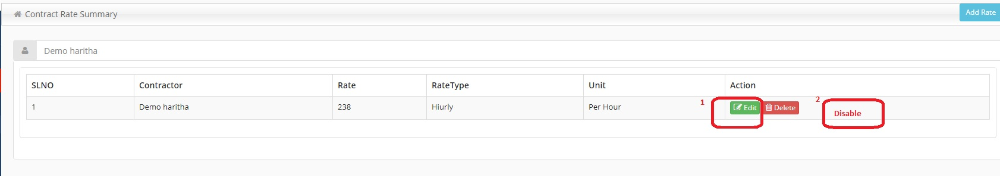 Contract Rate Summary
Add Rate
Demo haritha
SLNO Contractor Rate RateType Unit Action
1 Demo haritha 238 Hiurly Per Hour 1 Edit Delete 2 Disable